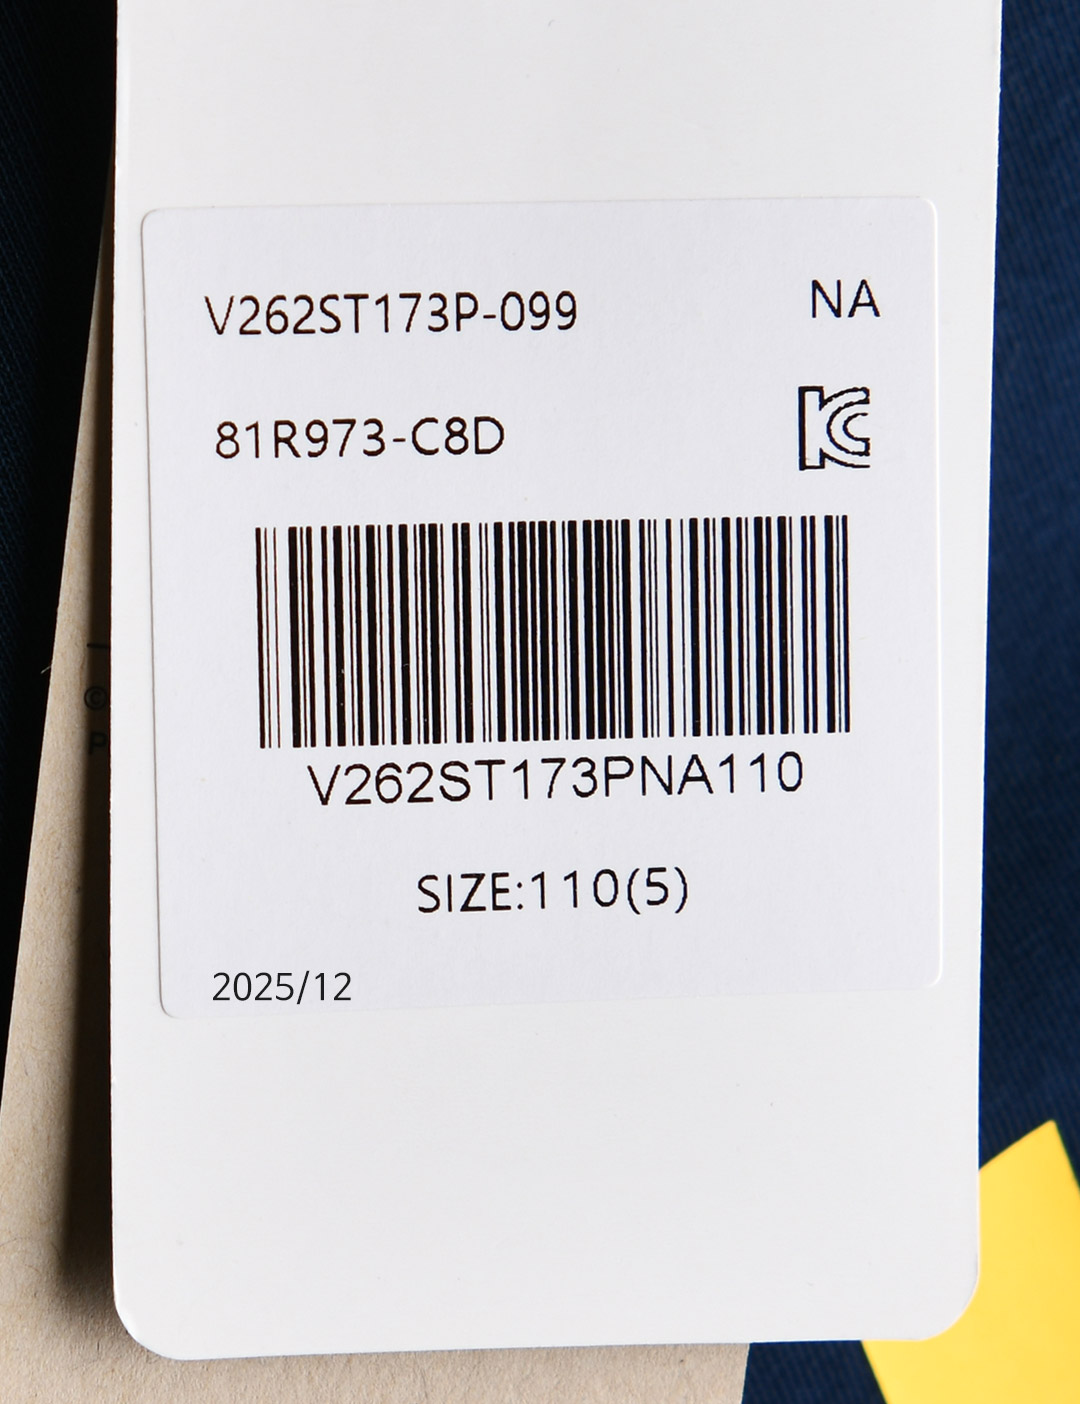 V262ST173P-099 NA
81R973-C8D
V262ST173PNA110
SIZE:110(5)
2025/12
©
P